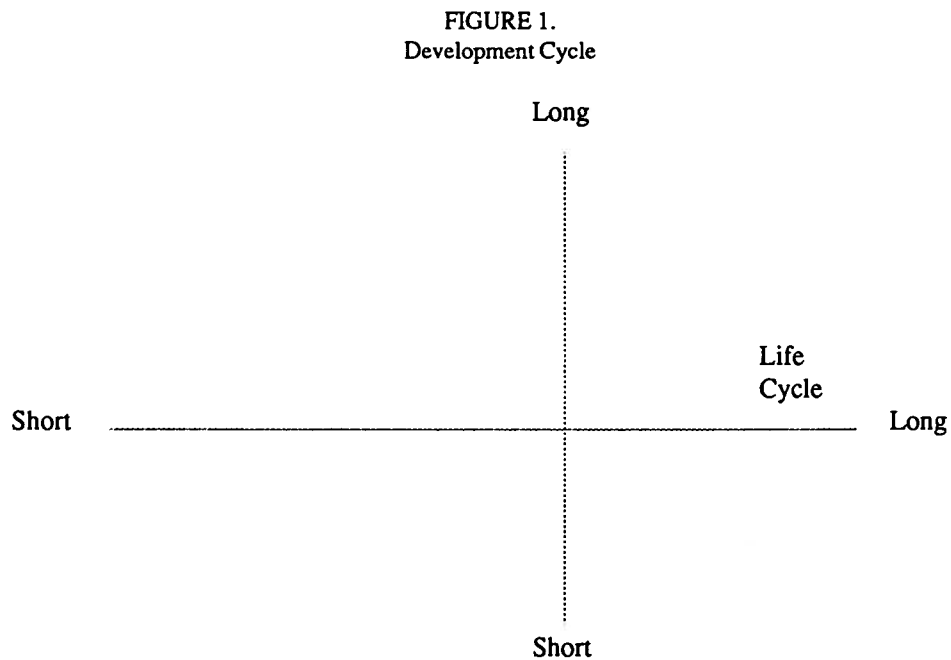 FIGURE 1.
Development Cycle
Long
Life
Cycle
Short
Long
Short